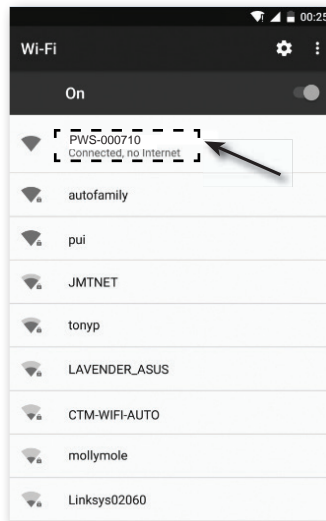 00:25
Wi-Fi
On
PWS-000710
Connected, no Internet
autofamily
pui
JMTNET
tonyp
LAVENDER_ASUS
CTM-WIFI-AUTO
mollymole
Linksys02060